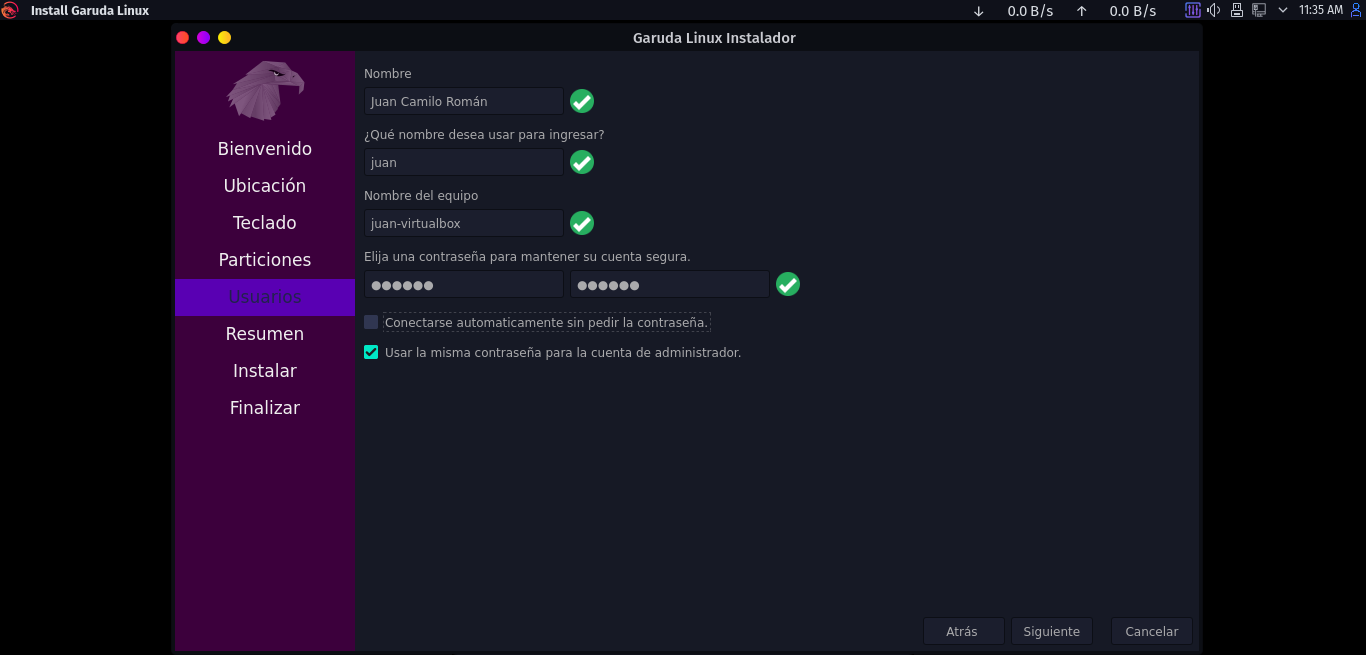 Install Garuda Linux
↓ 0.0 B/s ↑ 0.0 B/s
11:35 AM
Garuda Linux Instalador
Bienvenido
Ubicación
Teclado
Particiones
Usuarios
Resumen
Instalar
Finalizar
Nombre
Juan Camilo Román
¿Qué nombre desea usar para ingresar?
juan
Nombre del equipo
juan-virtualbox
Elija una contraseña para mantener su cuenta segura.
●●●●●● ●●●●●●
Conectarse automaticamente sin pedir la contraseña.
Usar la misma contraseña para la cuenta de administrador.
Atrás Siguiente Cancelar